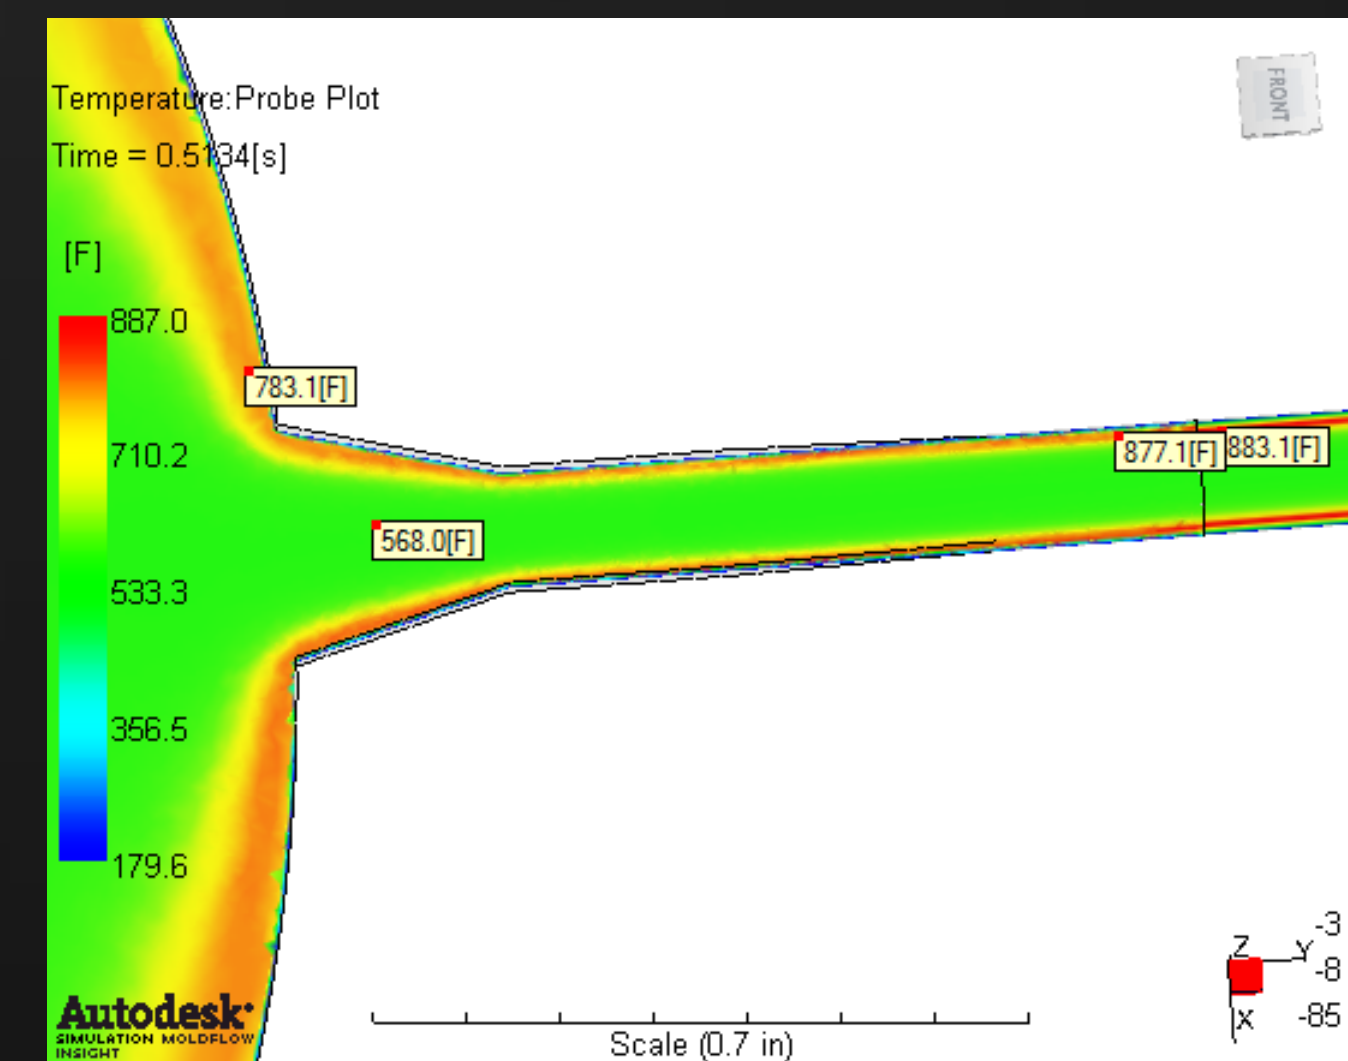 Temperature:Probe Plot
Time = 0.5134[s]
[F]
887.0
710.2
533.3
356.5
179.6
783.1[F]
568.0[F]
877.1[F]
883.1[F]
FRONT
Autodesk
SIMULATION MOLDFLOW
INSIGHT
Scale (0.7 in)
Z
Y
X
-3
-8
-85